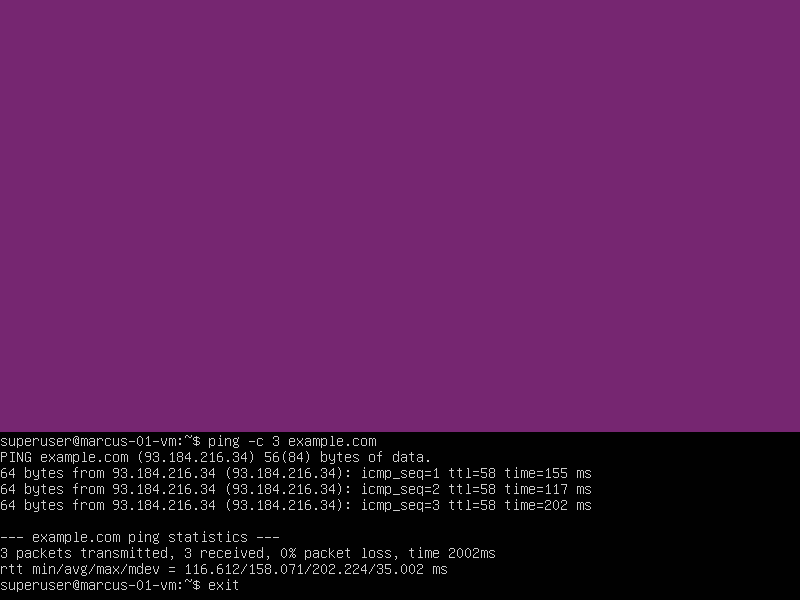 superuser@marcus-01-vm:~$ ping -c 3 example.com
PING example.com (93.184.216.34) 56(84) bytes of data.
64 bytes from 93.184.216.34 (93.184.216.34): icmp_seq=1 ttl=58 time=155 ms
64 bytes from 93.184.216.34 (93.184.216.34): icmp_seq=2 ttl=58 time=117 ms
64 bytes from 93.184.216.34 (93.184.216.34): icmp_seq=3 ttl=58 time=202 ms

--- example.com ping statistics ---
3 packets transmitted, 3 received, 0% packet loss, time 2002ms
rtt min/avg/max/mdev = 116.612/158.071/202.224/35.002 ms
superuser@marcus-01-vm:~$ exit